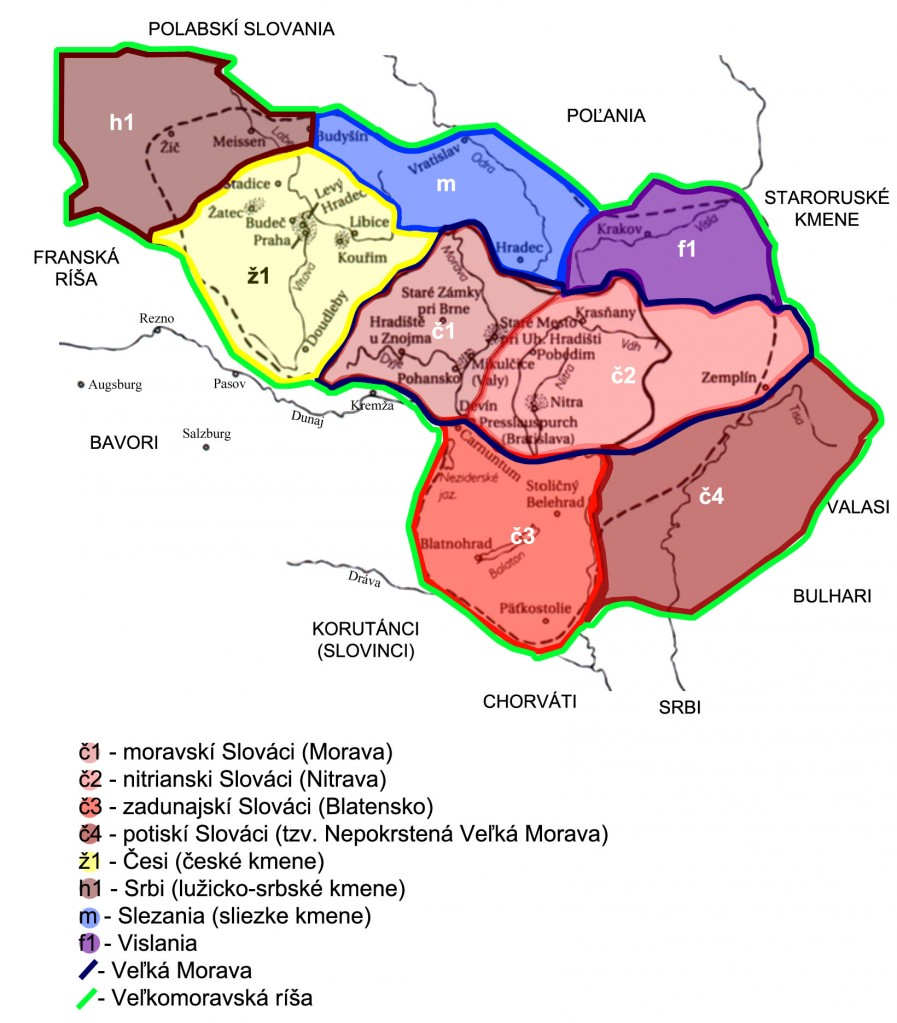 POLABSKÍ SLOVANIA
POĽANIA
STARORUSKÉ
KMENE
h1
Žič
Meissen
Labe
Budyšín
Vratislav
Odra
m
Hradec
Krakov
Visla
f1
FRANSKÁ
RÍŠA
Stadice
Žatec
Levý
Hradec
Budeč
Praha
Libice
Kouřim
ž1
Vltava
Doudleby
Morava
Staré Zámky
pri Brne
č1
Hradiště
u Znojma
Dyje
Pohansko
Mikulčice
(Valy)
Staré Mesto
pri Uh. Hradišti
Krasňany
Pobedim
Váh
Nitra
Nitra
č2
Zemplín
Devín
Presslauspurch
(Bratislava)
Rezno
Augsburg
Pasov
Kremža
Dunaj
Salzburg
BAVORI
Carnuntum
Neziderské
jaz.
Stoličný
Belehrad
č3
Blatnohrad
Balaton
Päťkostolie
č4
Tisa
VALASI
BULHARI
Dráva
KORUTÁNCI
(SLOVINCI)
CHORVÁTI
SRBI
č1 - moravskí Slováci (Morava)
č2 - nitrianski Slováci (Nitrava)
č3 - zadunajskí Slováci (Blatensko)
č4 - potiskí Slováci (tzv. Nepokrstená Veľká Morava)
ž1 - Česi (české kmene)
h1 - Srbi (lužicko-srbské kmene)
m - Slezania (sliezke kmene)
f1 - Vislania
- Veľká Morava
- Veľkomoravská ríša